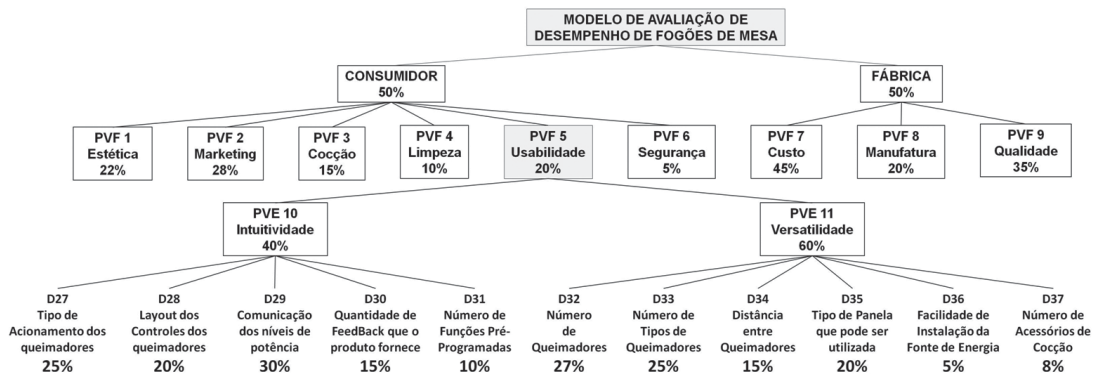 MODELO DE AVALIAÇÃO DE
DESEMPENHO DE FOGÕES DE MESA
CONSUMIDOR
50%
FÁBRICA
50%
PVF 1
Estética
22%
PVF 2
Marketing
28%
PVF 3
Cocção
15%
PVF 4
Limpeza
10%
PVF 5
Usabilidade
20%
PVF 6
Segurança
5%
PVF 7
Custo
45%
PVF 8
Manufatura
20%
PVF 9
Qualidade
35%
PVE 10
Intuitividade
40%
PVE 11
Versatilidade
60%
D27
Tipo de
Acionamento dos
queimadores
25%
D28
Layout dos
Controles dos
queimadores
20%
D29
Comunicação
dos níveis de
potência
30%
D30
Quantidade de
FeedBack que o
produto fornece
15%
D31
Número de
Funções Pré-
Programadas
10%
D32
Número
de
Queimadores
27%
D33
Número de
Tipos de
Queimadores
25%
D34
Distância
entre
Queimadores
15%
D35
Tipo de Panela
que pode ser
utilizada
20%
D36
Facilidade de
Instalação da
Fonte de Energia
5%
D37
Número de
Acessórios de
Cocção
8%